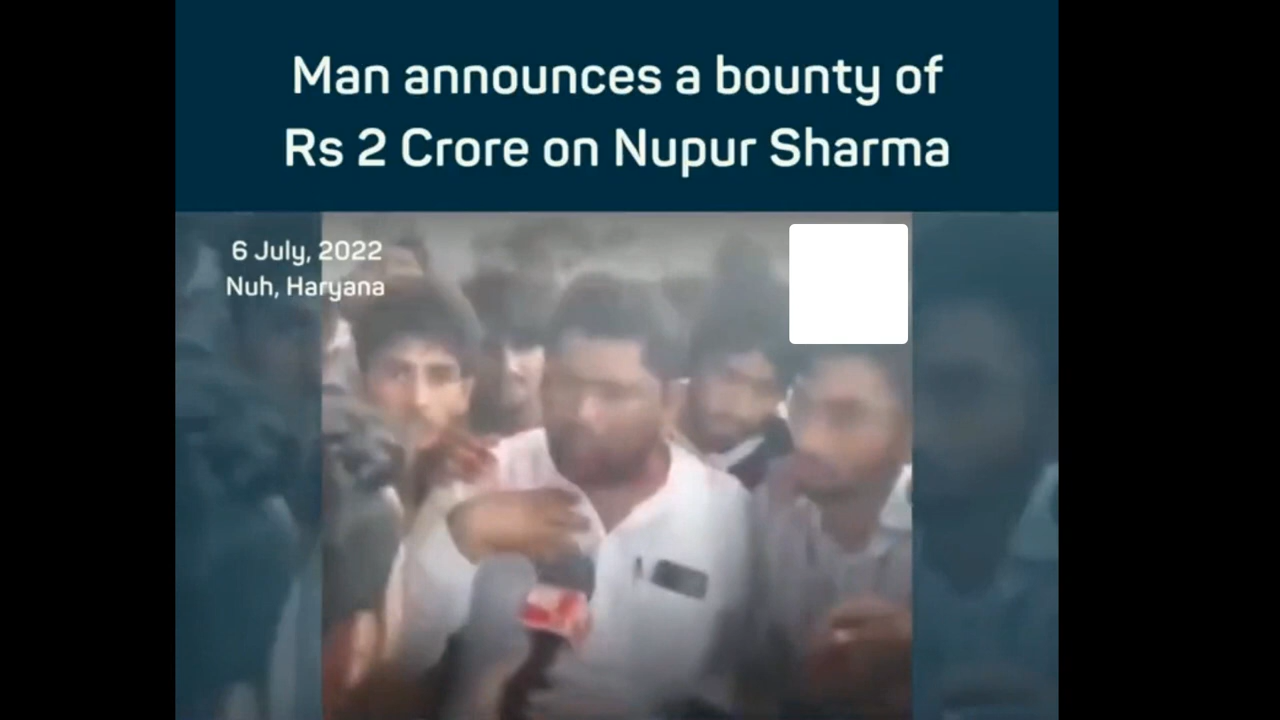 Man announces a bounty of
Rs 2 Crore on Nupur Sharma
6 July, 2022
Nuh, Haryana